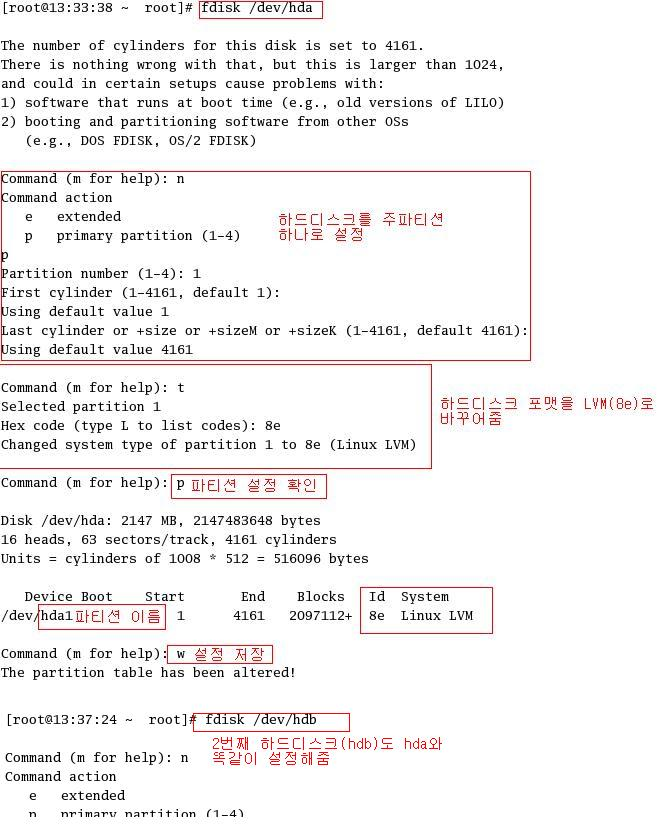 [root@13:33:38 ~  root]# fdisk /dev/hda
The number of cylinders for this disk is set to 4161.
There is nothing wrong with that, but this is larger than 1024,
and could in certain setups cause problems with:
1) software that runs at boot time (e.g., old versions of LILO)
2) booting and partitioning software from other OSs
   (e.g., DOS FDISK, OS/2 FDISK)
Command (m for help): n
Command action
   e   extended
   p   primary partition (1-4)
하드디스크를 주파티션
하나로 설정
p
Partition number (1-4): 1
First cylinder (1-4161, default 1):
Using default value 1
Last cylinder or +size or +sizeM or +sizeK (1-4161, default 4161):
Using default value 4161
Command (m for help): t
Selected partition 1
Hex code (type L to list codes): 8e
Changed system type of partition 1 to 8e (Linux LVM)
하드디스크 포맷을 LVM(8e)로
바꾸어줌
Command (m for help): p 파티션 설정 확인
Disk /dev/hda: 2147 MB, 2147483648 bytes
16 heads, 63 sectors/track, 4161 cylinders
Units = cylinders of 1008 * 512 = 516096 bytes
   Device Boot    Start       End    Blocks   Id  System
/dev/hda1 파티션 이름 1      4161   2097112+  8e  Linux LVM
Command (m for help): w 설정 저장
The partition table has been altered!
[root@13:37:24 ~  root]# fdisk /dev/hdb
2번째 하드디스크(hdb)도 hda와
똑같이 설정해줌
Command (m for help): n
Command action
   e   extended
   p   primary partition (1-4)